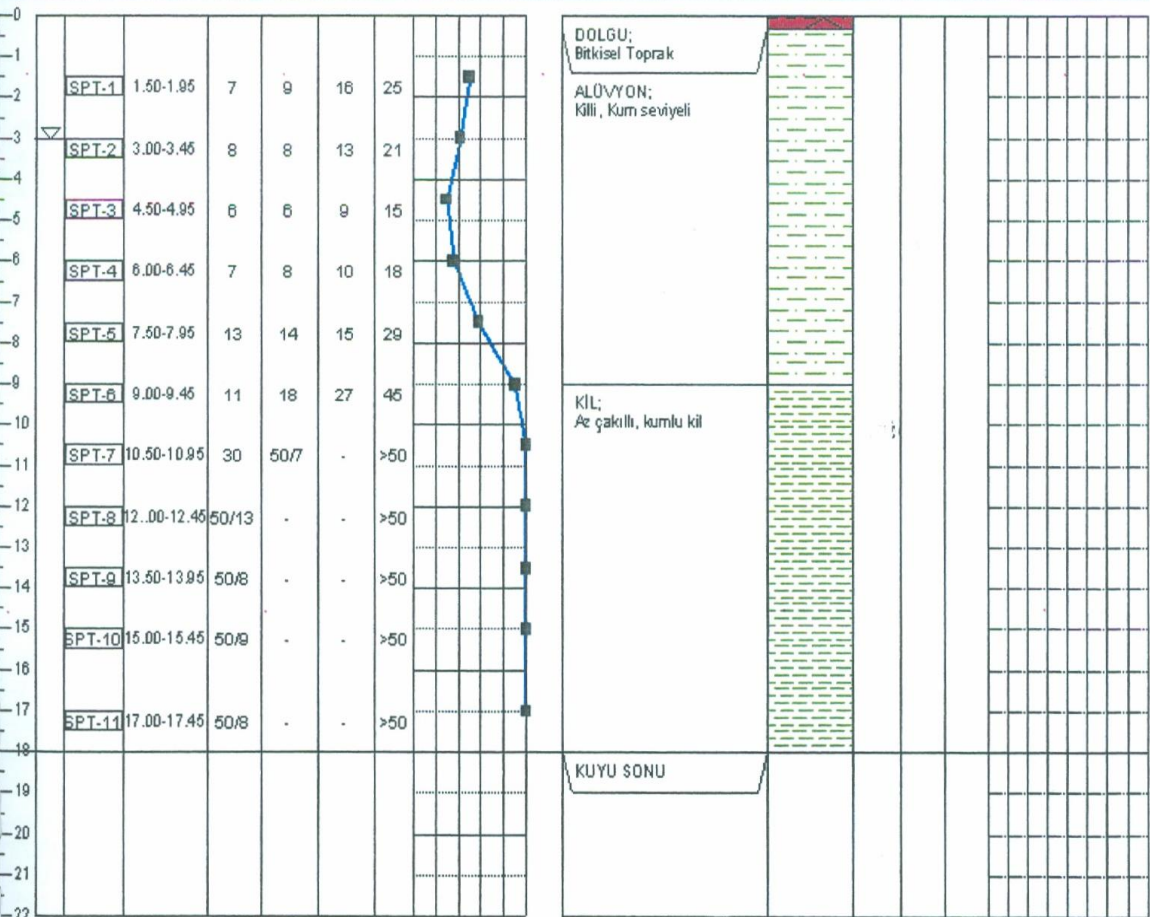 0
DOLGU;
Bitkisel Toprak
1
SPT-1 1.50-1.95 7 9 16 25
ALÜVYON;
Killi , Kum seviyeli
2
3
SPT-2 3.00-3.45 8 8 13 21
4
SPT-3 4.50-4.95 6 6 9 15
5
6
SPT-4 6.00-6.45 7 8 10 18
7
SPT-5 7.50-7.95 13 14 15 29
8
9
SPT-6 9.00-9.45 11 18 27 45
KİL;
Az çakıllı, kumlu kil
10
SPT-7 10.50-10.95 30 50/7 - >50
11
12
SPT-8 12..00-12.45 50/13 - - >50
13
SPT-9 13.50-13.95 50/8 - - >50
14
15
SPT-10 15.00-15.45 50/9 - - >50
16
17
SPT-11 17.00-17.45 50/8 - - >50
18
KUYU SONU
19
20
21
22